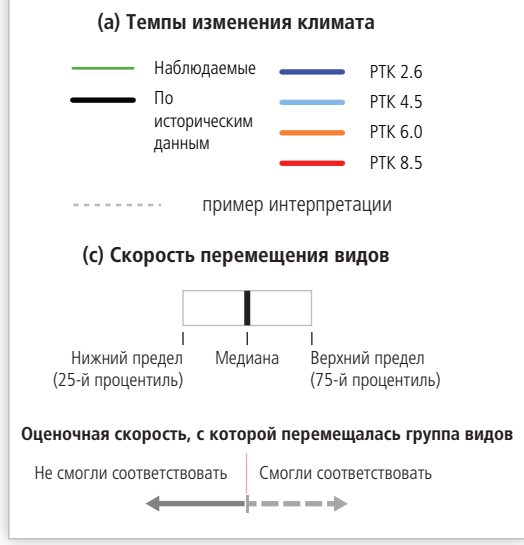 (a) Темпы изменения климата
Наблюдаемые
По
историческим
данным
РТК 2.6
РТК 4.5
РТК 6.0
РТК 8.5
пример интерпретации
(c) Скорость перемещения видов
Нижний предел
(25-й процентиль)
Медиана
Верхний предел
(75-й процентиль)
Оценочная скорость, с которой перемещалась группа видов
Не смогли соответствовать
Смогли соответствовать